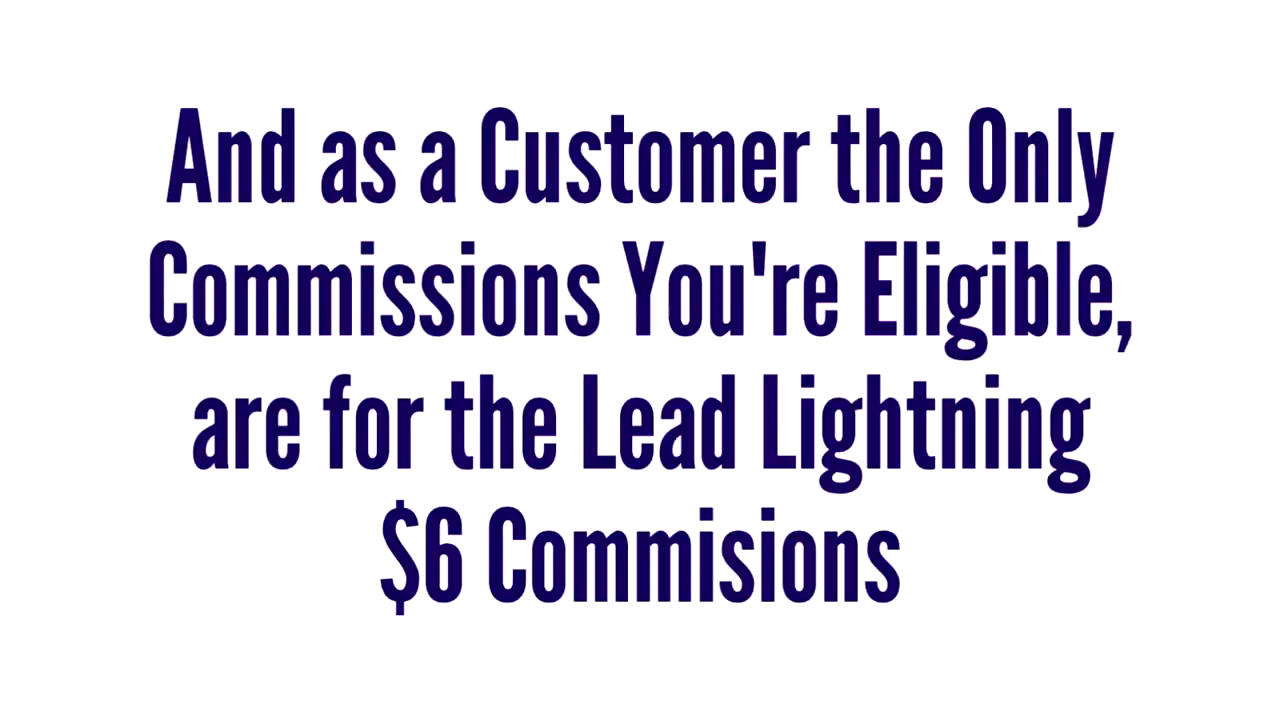 And as a Customer the Only
Commissions You're Eligible,
are for the Lead Lightning
$6 Commisions